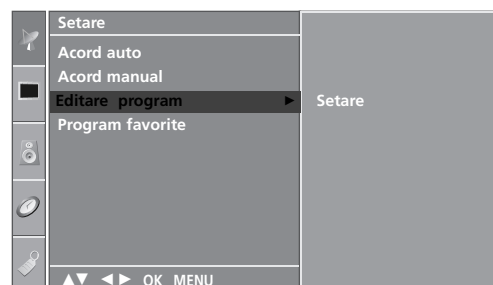 Setare
Acord auto
Acord manual
Editare program ► Setare
Program favorite
▲▼ ◄► OK MENU